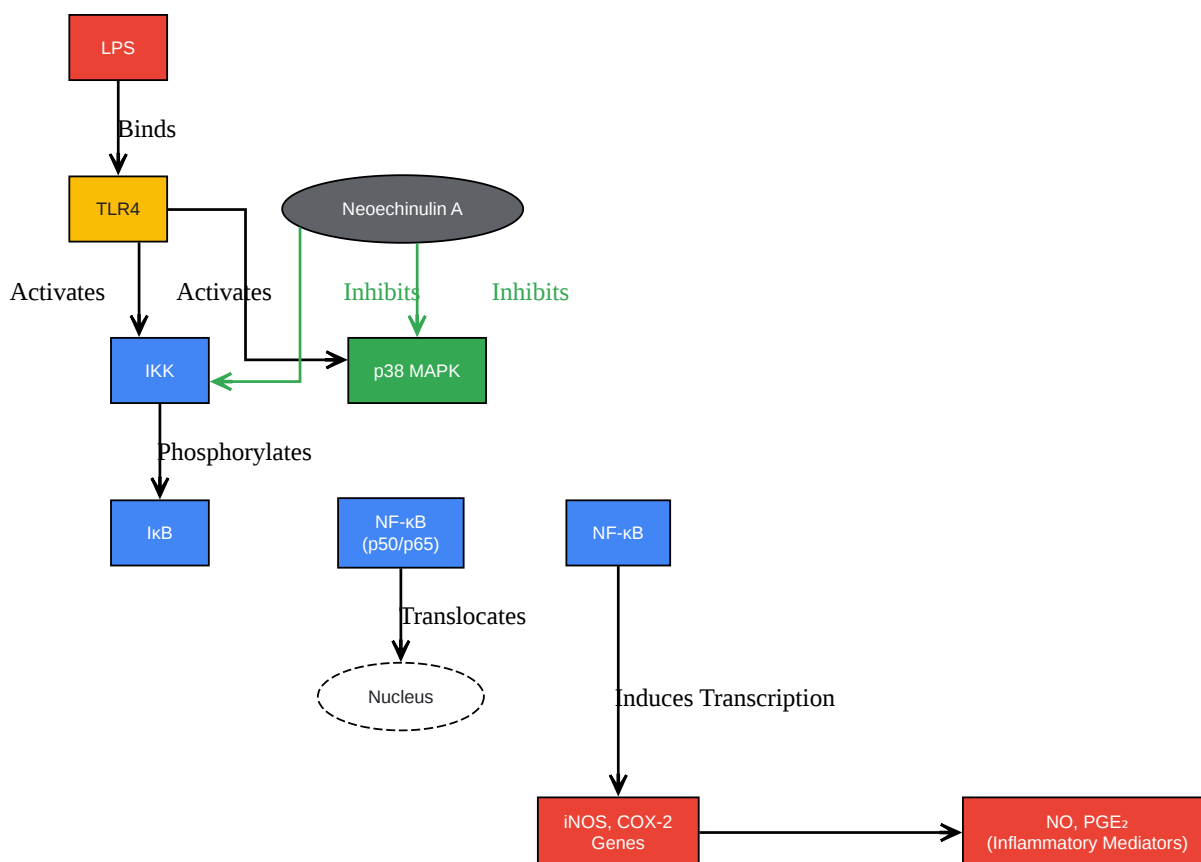 LPS
Binds
TLR4
Neoechinulin A
Activates
Activates
Inhibits
Inhibits
IKK
p38 MAPK
Phosphorylates
IκB
NF-κB
(p50/p65)
NF-κB
Translocates
Nucleus
Induces Transcription
iNOS, COX-2
Genes
NO, PGE₂
(Inflammatory Mediators)